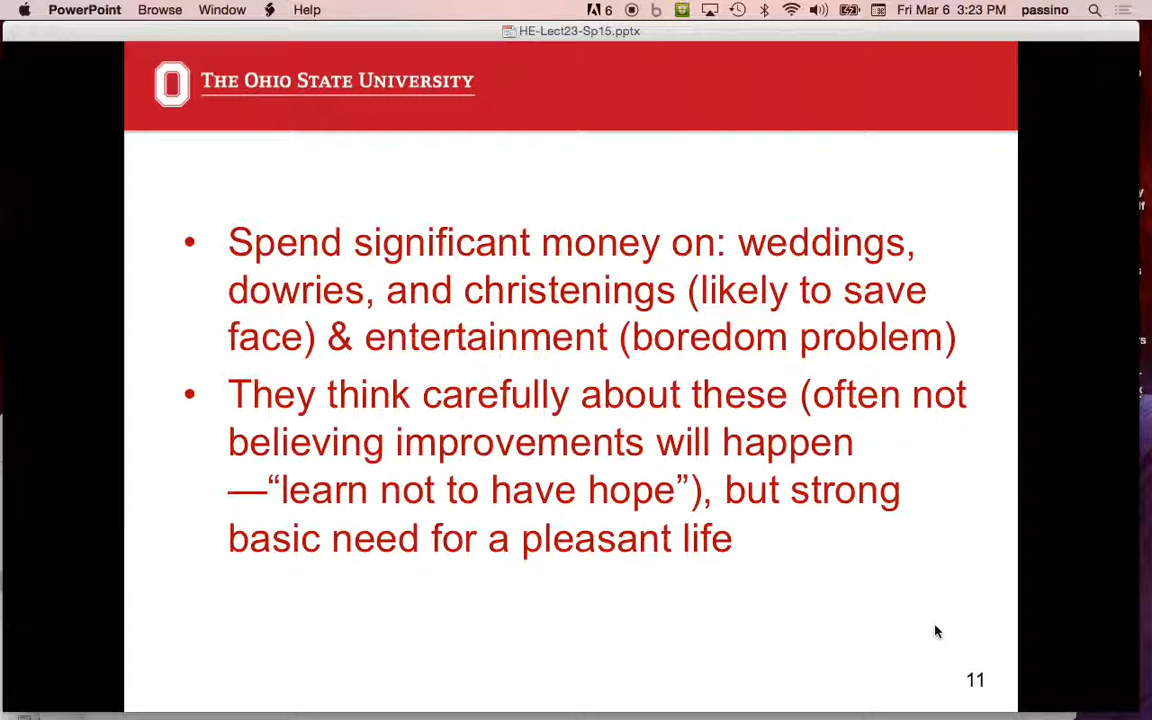 PowerPoint Browse Window Help 6 Fri Mar 6 3:23 PM passino
HE-Lect23-Sp15.pptx
THE OHIO STATE UNIVERSITY
• Spend significant money on: weddings,
dowries, and christenings (likely to save
face) & entertainment (boredom problem)
• They think carefully about these (often not
believing improvements will happen
—“learn not to have hope”), but strong
basic need for a pleasant life
11